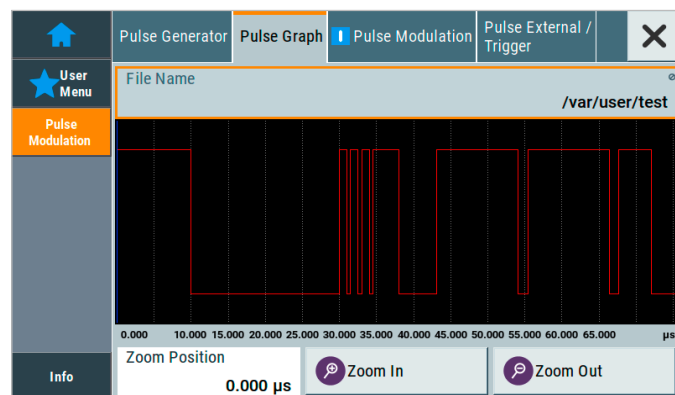 Pulse Generator
Pulse Graph
Pulse Modulation
Pulse External /
Trigger
User
Menu
File Name
/var/user/test
Pulse
Modulation
0.000 10.000 15.000 20.000 25.000 30.000 35.000 40.000 45.000 50.000 55.000 60.000 65.000 µs
Info
Zoom Position
0.000 µs
Zoom In
Zoom Out